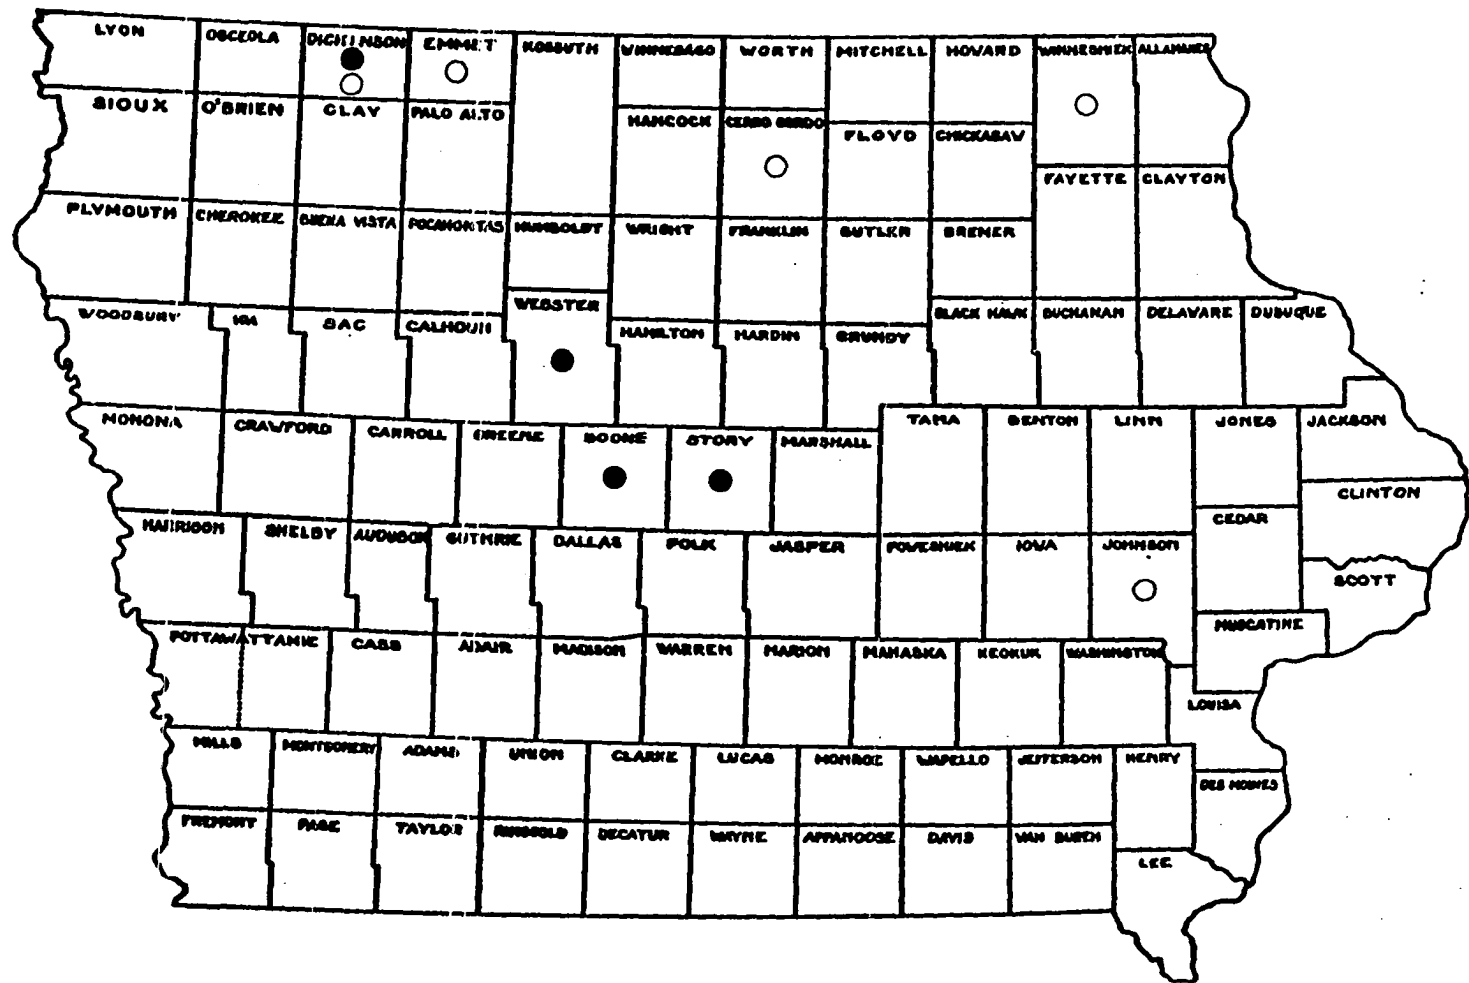 LYON OSCEOLA DICKINSON EMMET KOSSUTH WINNEBAGO WORTH MITCHELL HOWARD WINNESHIEK ALLAMAKEE
SIOUX O'BRIEN CLAY PALO ALTO HANCOCK CERRO GORDO FLOYD CHICKASAW
FAYETTE CLAYTON
PLYMOUTH CHEROKEE BUENA VISTA POCAHONTAS HUMBOLDT WRIGHT FRANKLIN BUTLER BREMER
WOODBURY IDA SAC CALHOUN WEBSTER HAMILTON HARDIN GRUNDY BLACK HAWK BUCHANAN DELAWARE DUBUQUE
MONONA CRAWFORD CARROLL GREENE BOONE STORY MARSHALL TAMA BENTON LINN JONES JACKSON
CLINTON
HARRISON SHELBY AUDUBON GUTHRIE DALLAS POLK JASPER POWESHIEK IOWA JOHNSON CEDAR
SCOTT
MUSCATINE
POTTAWATTAMIE CASS ADAIR MADISON WARREN MARION MAHASKA KEOKUK WASHINGTON
LOUISA
MILLS MONTGOMERY ADAMS UNION CLARKE LUCAS MONROE WAPELLO JEFFERSON HENRY
DES MOINES
FREMONT PAGE TAYLOR RINGGOLD DECATUR WAYNE APPANOOSE DAVIS VAN BUREN
LEE